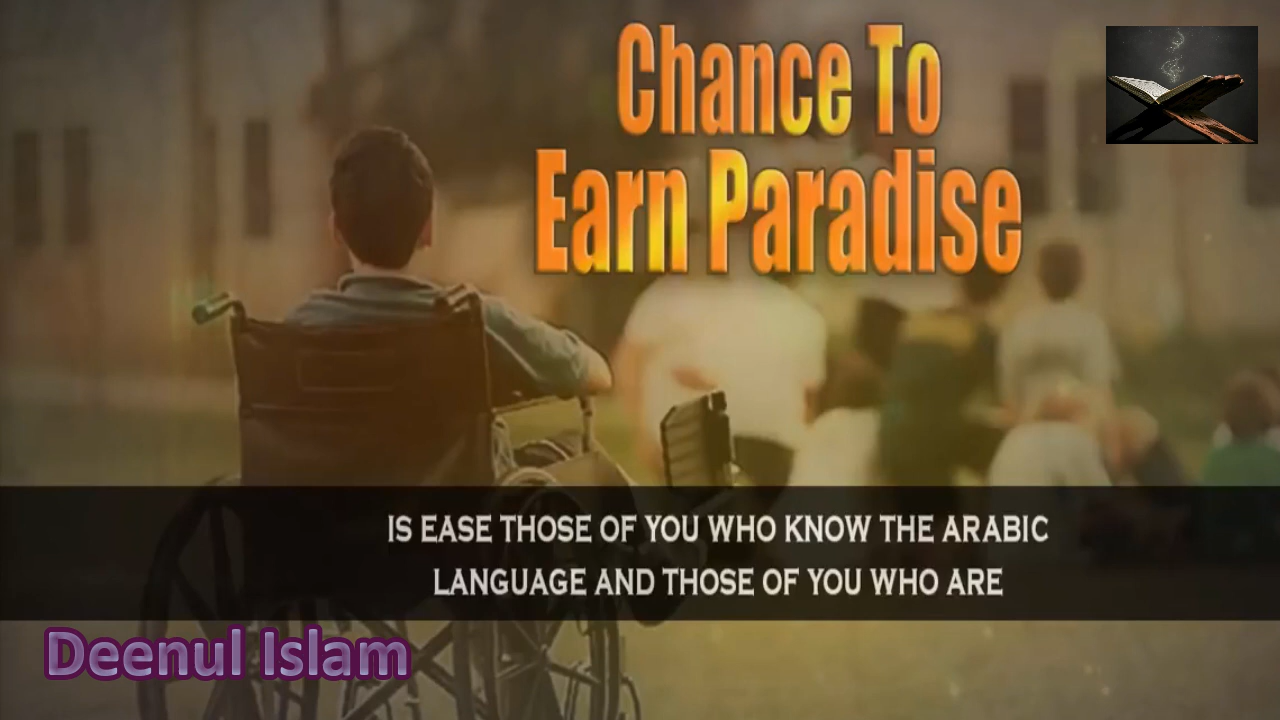 Chance To
Earn Paradise
IS EASE THOSE OF YOU WHO KNOW THE ARABIC
LANGUAGE AND THOSE OF YOU WHO ARE
Deenul Islam